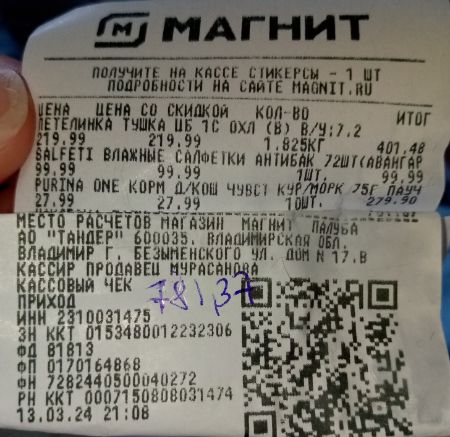 МАГНИТ
ПОЛУЧИТЕ НА КАССЕ СТИКЕРСЫ - 1 ШТ
ПОДРОБНОСТИ НА САЙТЕ MAGNIT.RU
ЦЕНА ЦЕНА СО СКИДКОЙ КОЛ-ВО ИТОГ
ПЕТЕЛИНКА ТУШКА ЦБ 1С ОХЛ (В) В/У:7,2
219.99 219.99 1.825КГ 401.48
SALFETI ВЛАЖНЫЕ САЛФЕТКИ АНТИБАК 72ШТ(АВАНГАР
99.99 99.99 1ШТ. 99.99
PURINA ONE КОРМ Д/КОШ ЧУВСТ КУР/МОРК 75Г ПАУЧ
27.99 27.99 10ШТ. 279.90
МЕСТО РАСЧЕТОВ МАГАЗИН МАГНИТ ПАЛУБА
АО "ТАНДЕР" 600035, ВЛАДИМИРСКАЯ ОБЛ,
ВЛАДИМИР Г, БЕЗЫМЕНСКОГО УЛ, ДОМ N 17,В
КАССИР ПРОДАВЕЦ МУРАСАНОВА
КАССОВЫЙ ЧЕК 781,37
ПРИХОД
ИНН 2310031475
ЗН ККТ 0153480012232306
ФД 81813
ФП 0170164868
ФН 7282440500040272
РН ККТ 0007150808031474
13.03.24 21:08